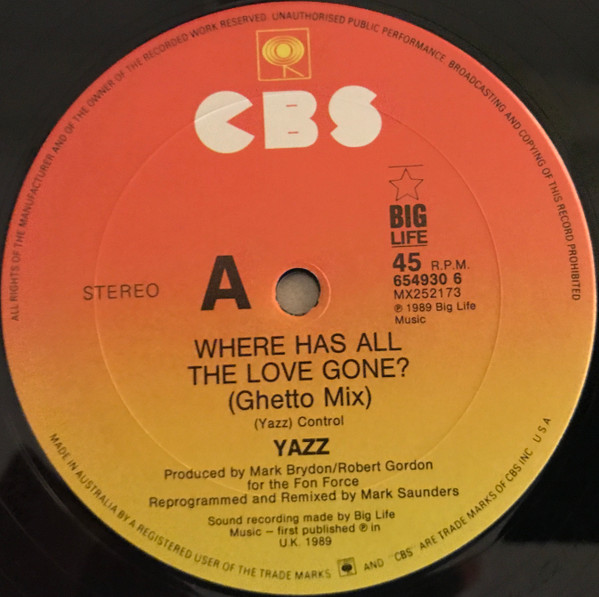 ALL RIGHTS OF THE MANUFACTURER AND OF THE OWNER OF THE RECORDED WORK RESERVED. UNAUTHORISED PUBLIC PERFORMANCE, BROADCASTING AND COPYING OF THIS RECORD PROHIBITED
CBS
BIG
LIFE
45 R.P.M.
654930 6
MX252173
℗ 1989 Big Life
Music
STEREO
A
WHERE HAS ALL
THE LOVE GONE?
(Ghetto Mix)
(Yazz) Control
YAZZ
Produced by Mark Brydon/Robert Gordon
for the Fon Force
Reprogrammed and Remixed by Mark Saunders
Sound recording made by Big Life
Music – first published ℗ in
U.K. 1989
MADE IN AUSTRALIA BY A REGISTERED USER OF THE TRADE MARKS AND "CBS" ARE TRADE MARKS OF CBS INC U S A